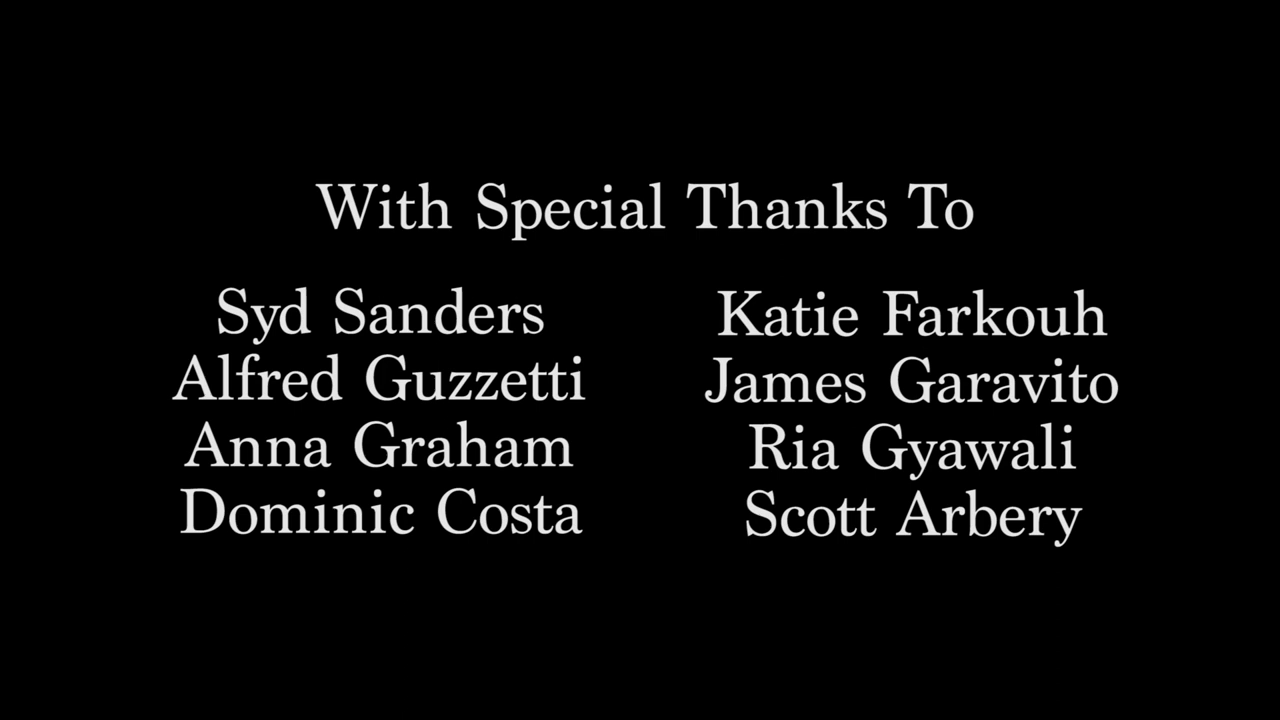 With Special Thanks To
Syd Sanders
Alfred Guzzetti
Anna Graham
Dominic Costa
Katie Farkouh
James Garavito
Ria Gyawali
Scott Arbery